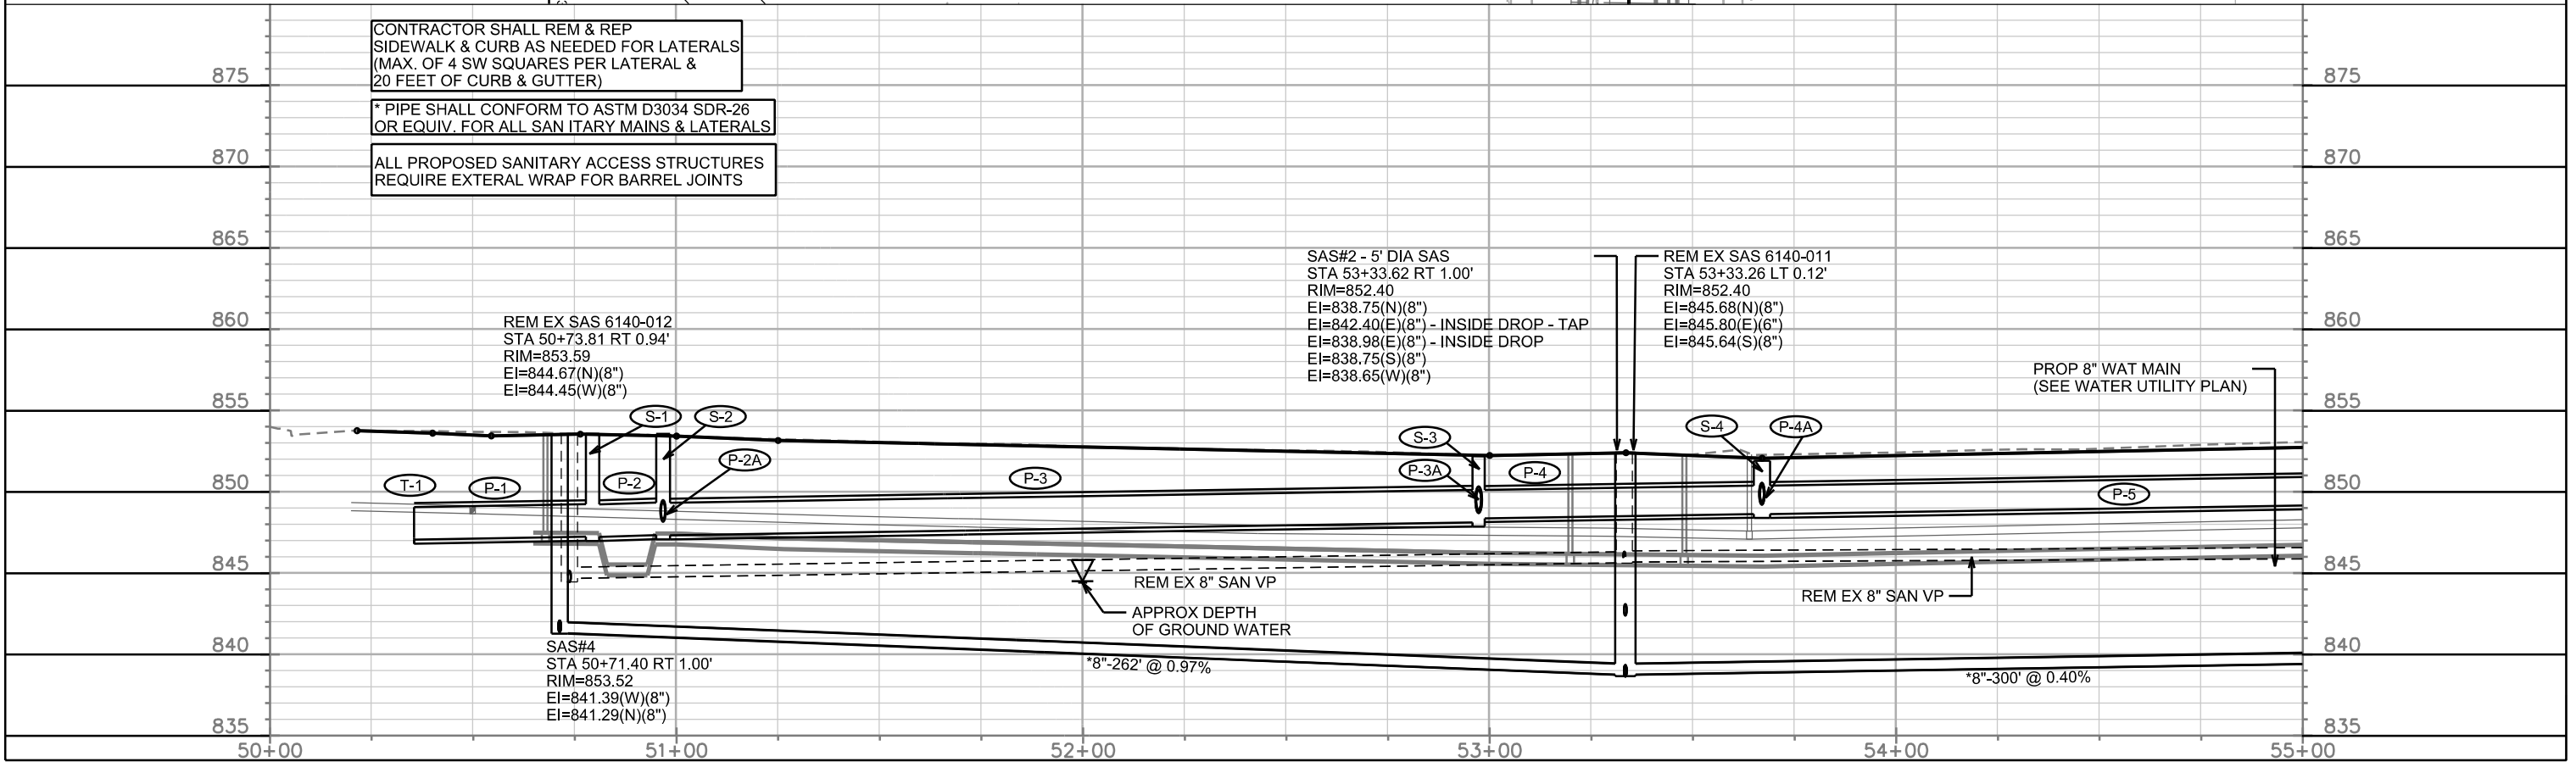 CONTRACTOR SHALL REM & REP
SIDEWALK & CURB AS NEEDED FOR LATERALS
(MAX. OF 4 SW SQUARES PER LATERAL &
20 FEET OF CURB & GUTTER)
* PIPE SHALL CONFORM TO ASTM D3034 SDR-26
OR EQUIV. FOR ALL SAN ITARY MAINS & LATERALS
ALL PROPOSED SANITARY ACCESS STRUCTURES
REQUIRE EXTERAL WRAP FOR BARREL JOINTS
875
870
865
860
855
850
845
840
835
875
870
865
860
855
850
845
840
835
REM EX SAS 6140-012
STA 50+73.81 RT 0.94'
RIM=853.59
EI=844.67(N)(8")
EI=844.45(W)(8")
SAS#2 - 5' DIA SAS
STA 53+33.62 RT 1.00'
RIM=852.40
EI=838.75(N)(8")
EI=842.40(E)(8") - INSIDE DROP - TAP
EI=838.98(E)(8") - INSIDE DROP
EI=838.75(S)(8")
EI=838.65(W)(8")
REM EX SAS 6140-011
STA 53+33.26 LT 0.12'
RIM=852.40
EI=845.68(N)(8")
EI=845.80(E)(6")
EI=845.64(S)(8")
PROP 8" WAT MAIN
(SEE WATER UTILITY PLAN)
S-1
S-2
S-3
S-4
P-4A
P-2A
P-3A
T-1
P-1
P-2
P-3
P-4
P-5
REM EX 8" SAN VP
APPROX DEPTH
OF GROUND WATER
REM EX 8" SAN VP
SAS#4
STA 50+71.40 RT 1.00'
RIM=853.52
EI=841.39(W)(8")
EI=841.29(N)(8")
*8"-262' @ 0.97%
*8"-300' @ 0.40%
50+00
51+00
52+00
53+00
54+00
55+00